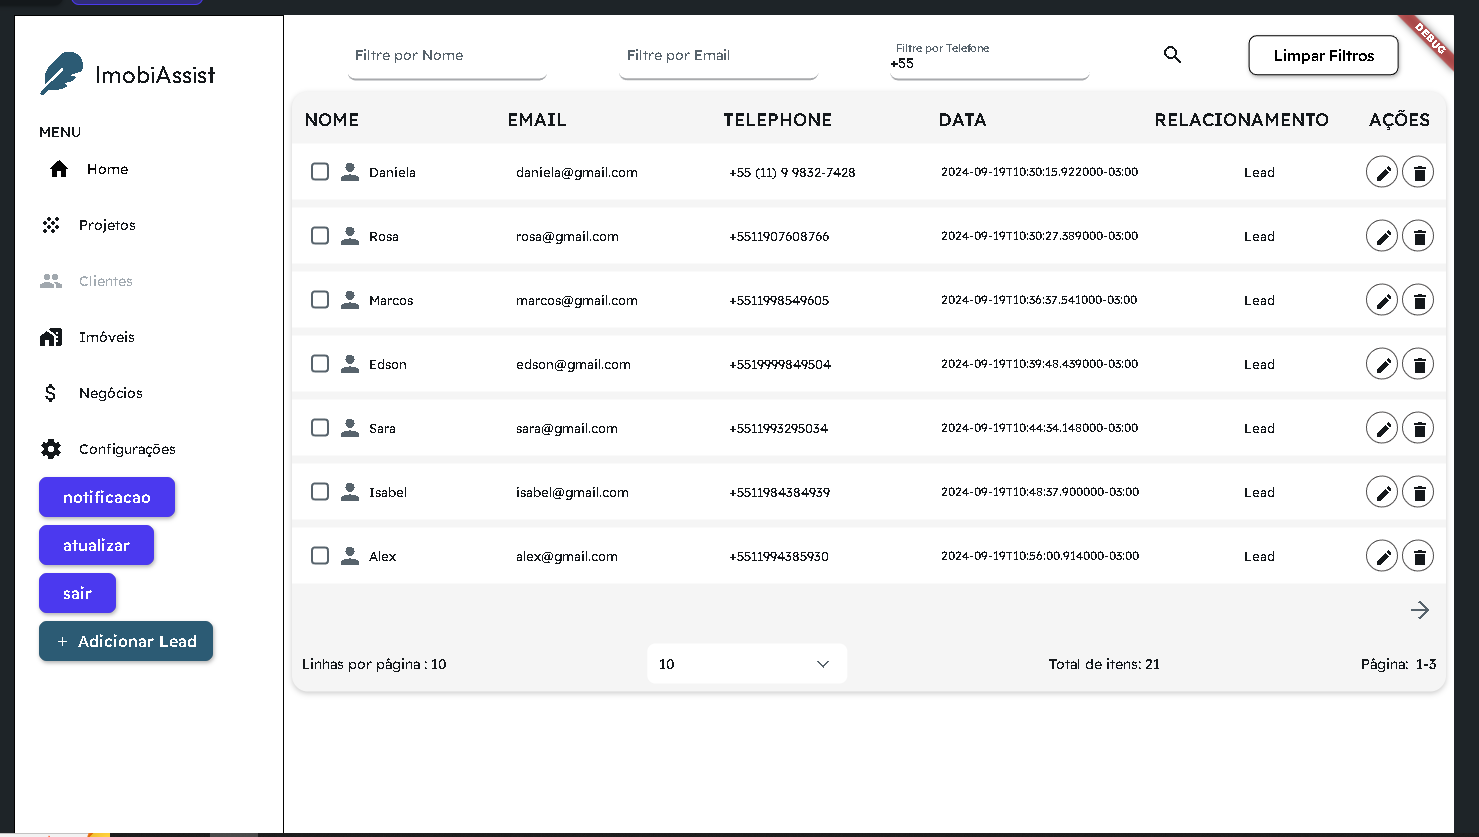 ImobiAssist
MENU
Home
Projetos
Clientes
Imóveis
Negócios
Configurações
notificacao
atualizar
sair
+ Adicionar Lead
Filtre por Nome
Filtre por Email
Filtre por Telefone
+55
Limpar Filtros
DEBUG
NOME EMAIL TELEPHONE DATA RELACIONAMENTO AÇÕES
Daniela daniela@gmail.com +55 (11) 9 9832-7428 2024-09-19T10:30:15.922000-03:00 Lead
Rosa rosa@gmail.com +5511907608766 2024-09-19T10:30:27.389000-03:00 Lead
Marcos marcos@gmail.com +5511998549605 2024-09-19T10:36:37.541000-03:00 Lead
Edson edson@gmail.com +5519999849504 2024-09-19T10:39:48.439000-03:00 Lead
Sara sara@gmail.com +5511993295034 2024-09-19T10:44:34.148000-03:00 Lead
Isabel isabel@gmail.com +5511984384939 2024-09-19T10:48:37.900000-03:00 Lead
Alex alex@gmail.com +5511994385930 2024-09-19T10:56:00.914000-03:00 Lead
Linhas por página : 10
10
Total de itens: 21
Página: 1-3